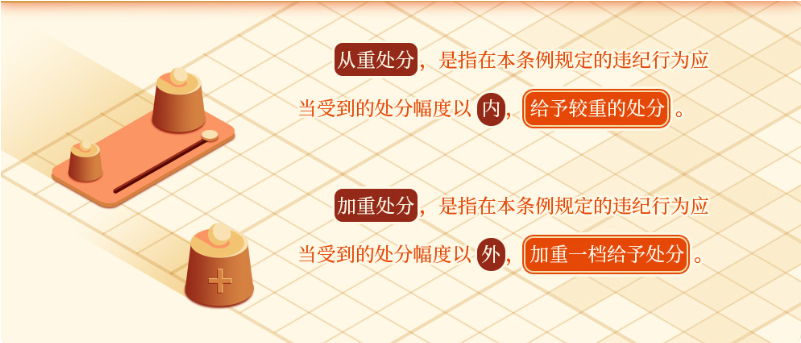 从重处分，是指在本条例规定的违纪行为应
当受到的处分幅度以 内，给予较重的处分。
加重处分，是指在本条例规定的违纪行为应
当受到的处分幅度以 外，加重一档给予处分。